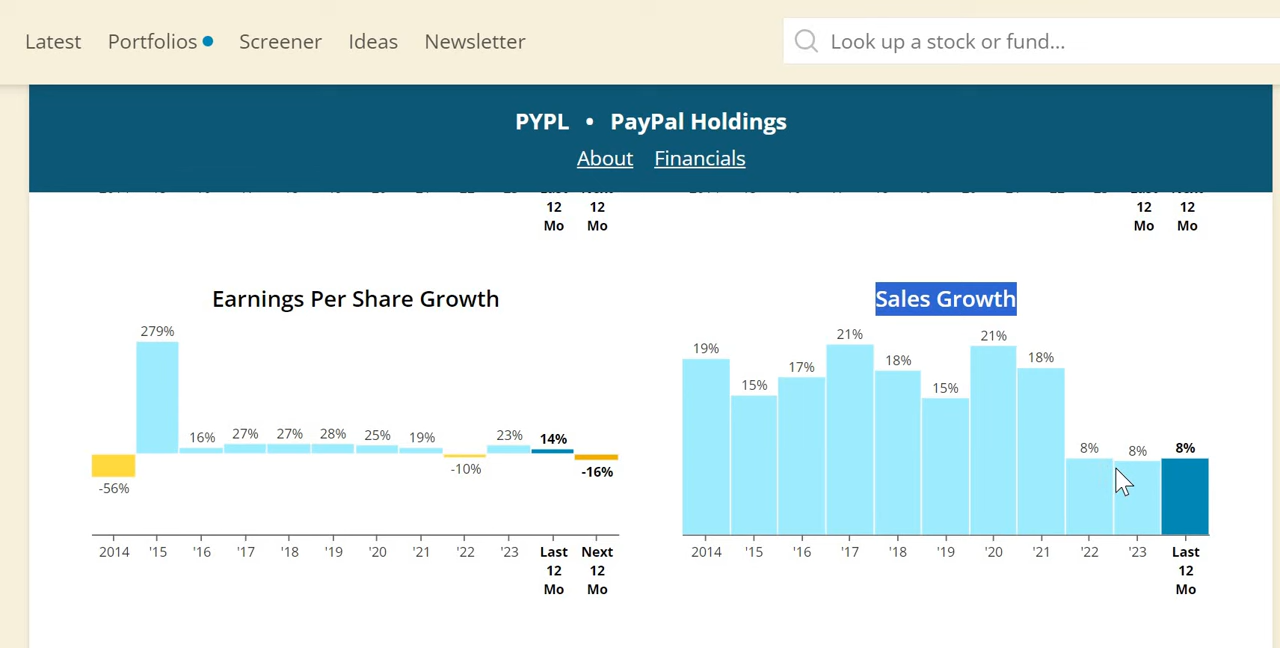 Latest Portfolios Screener Ideas Newsletter Look up a stock or fund...
PYPL • PayPal Holdings
About Financials
12 12 12 12
Mo Mo Mo Mo
Earnings Per Share Growth
279%
16% 27% 27% 28% 25% 19% 23% 14%
-10% -16%
-56%
2014 '15 '16 '17 '18 '19 '20 '21 '22 '23 Last Next
12 12
Mo Mo
Sales Growth
19% 15% 17% 21% 18% 15% 21% 18% 8% 8% 8%
2014 '15 '16 '17 '18 '19 '20 '21 '22 '23 Last
12
Mo